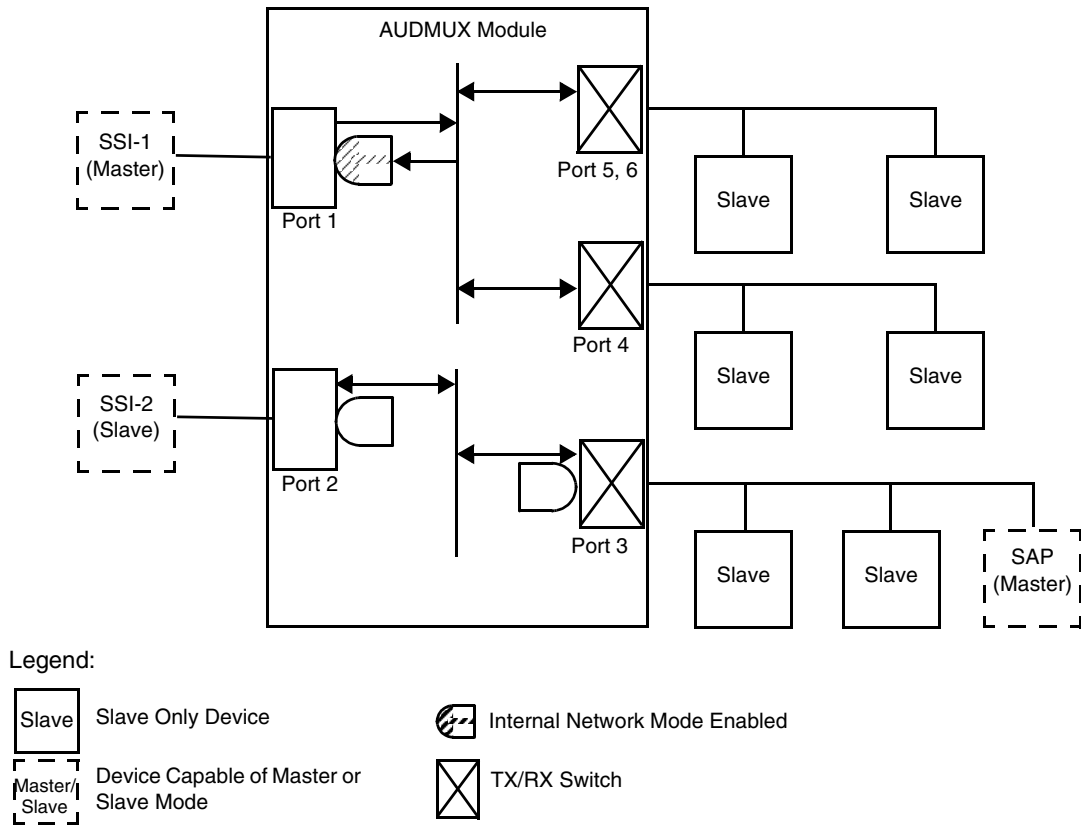 AUDMUX Module
SSI-1
(Master)
Port 1
Port 5, 6
Slave
Slave
Port 4
Slave
Slave
SSI-2
(Slave)
Port 2
Port 3
Slave
Slave
SAP
(Master)
Legend:
Slave
Slave Only Device
Internal Network Mode Enabled
Master/
Slave
Device Capable of Master or
Slave Mode
TX/RX Switch